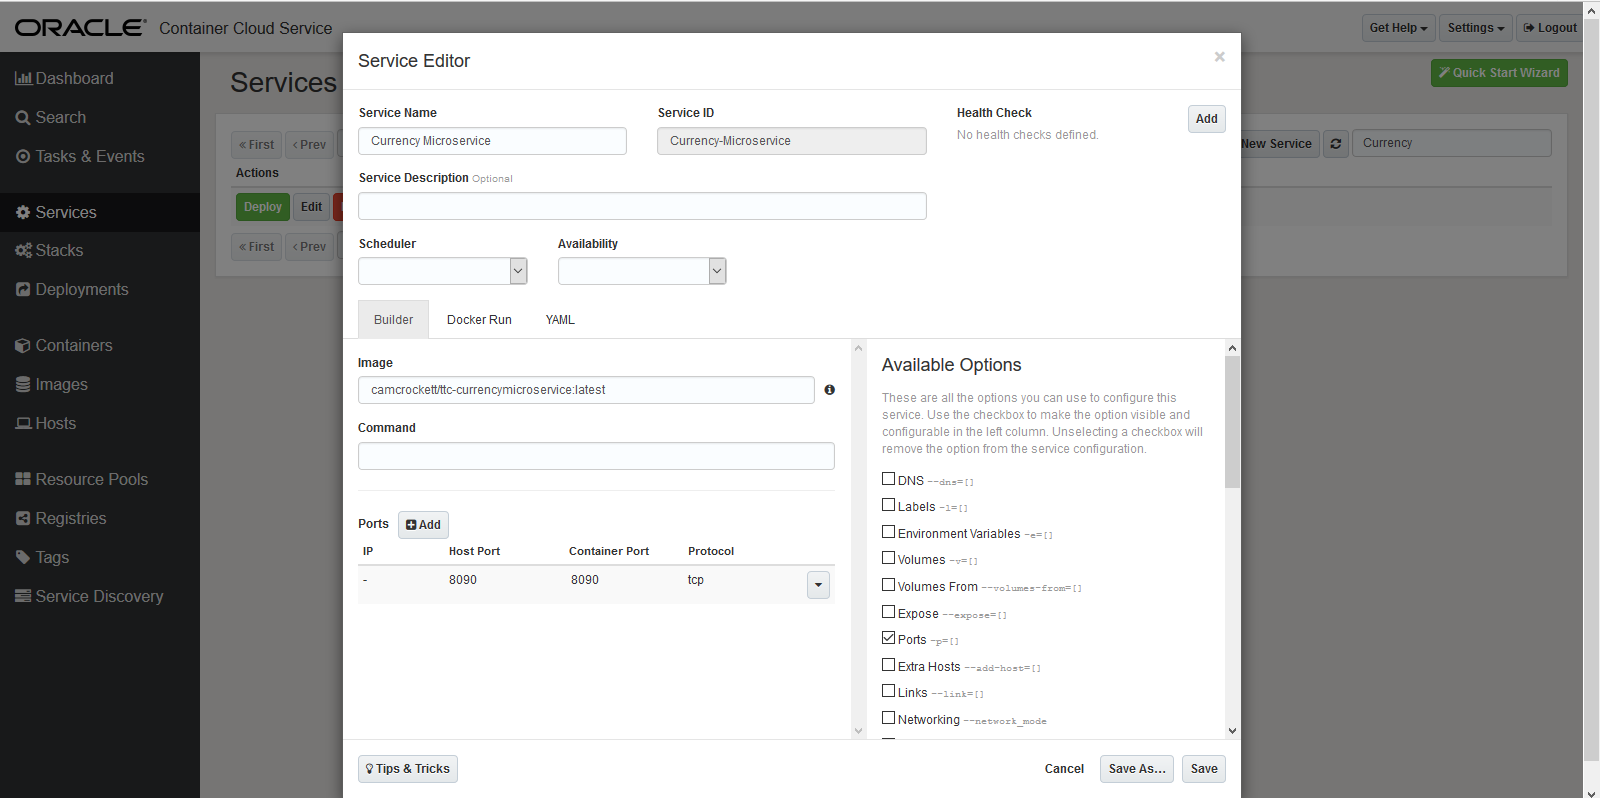 ORACLE Container Cloud Service
Get Help
Settings
Logout
Dashboard
Search
Tasks & Events
Services
Stacks
Deployments
Containers
Images
Hosts
Resource Pools
Registries
Tags
Service Discovery
Services
Quick Start Wizard
« First
‹ Prev
New Service
Currency
Actions
Deploy
Edit
« First
‹ Prev
Service Editor
×
Service Name
Service ID
Health Check
Add
Currency Microservice
Currency-Microservice
No health checks defined.
Service Description Optional
Scheduler
Availability
Builder
Docker Run
YAML
Image
camcrockett/ttc-currencymicroservice:latest
Command
Ports
Add
IP Host Port Container Port Protocol
- 8090 8090 tcp
Available Options
These are all the options you can use to configure this
service. Use the checkbox to make the option visible and
configurable in the left column. Unselecting a checkbox will
remove the option from the service configuration.
DNS --dns=[]
Labels -l=[]
Environment Variables -e=[]
Volumes -v=[]
Volumes From --volumes-from=[]
Expose --expose=[]
Ports -p=[]
Extra Hosts --add-host=[]
Links --link=[]
Networking --network_mode
Tips & Tricks
Cancel
Save As...
Save